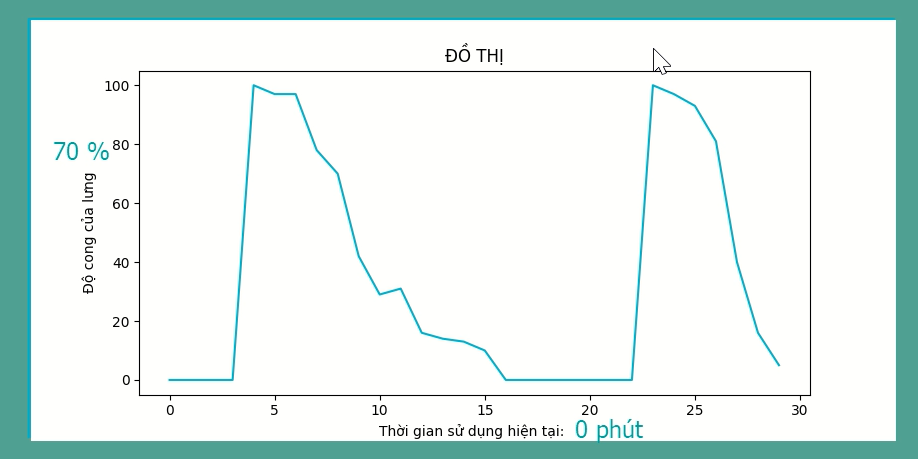 ĐỒ THỊ
100
80
60
40
20
0
70 %
Độ cong của lưng
0 5 10 15 20 25 30
Thời gian sử dụng hiện tại: 0 phút